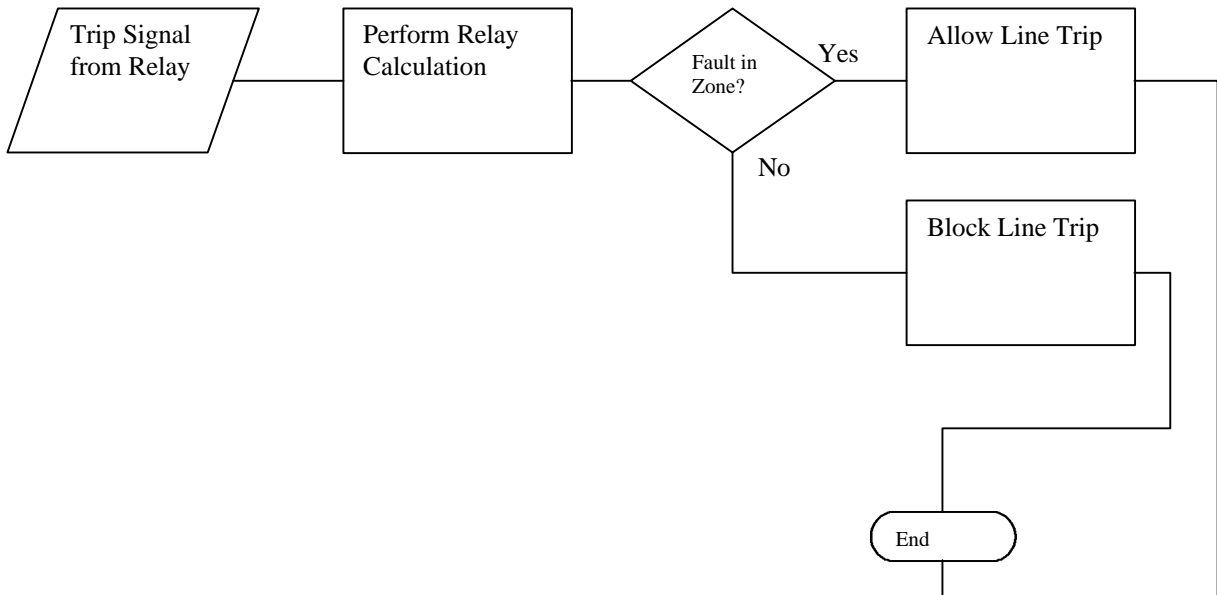 Trip Signal
from Relay
Perform Relay
Calculation
Fault in
Zone?
Yes
Allow Line Trip
No
Block Line Trip
End